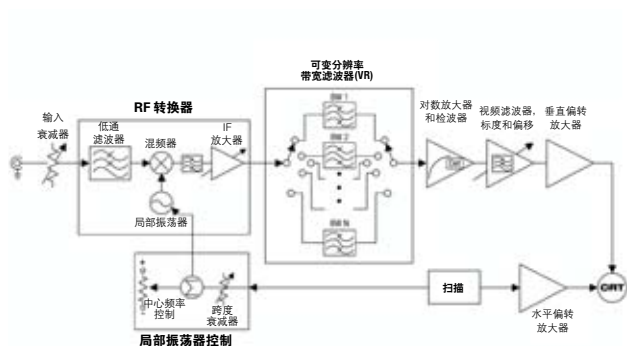 可变分辨率
带宽滤波器(VR)
RF 转换器
输入
衰减器
低通
滤波器
混频器
IF
放大器
BW 1
BW 2
BW N
对数放大器
和检波器
视频滤波器,
标度和偏移
垂直偏转
放大器
局部振荡器
中心频率
控制
跨度
衰减器
扫描
水平偏转
放大器
CRT
局部振荡器控制